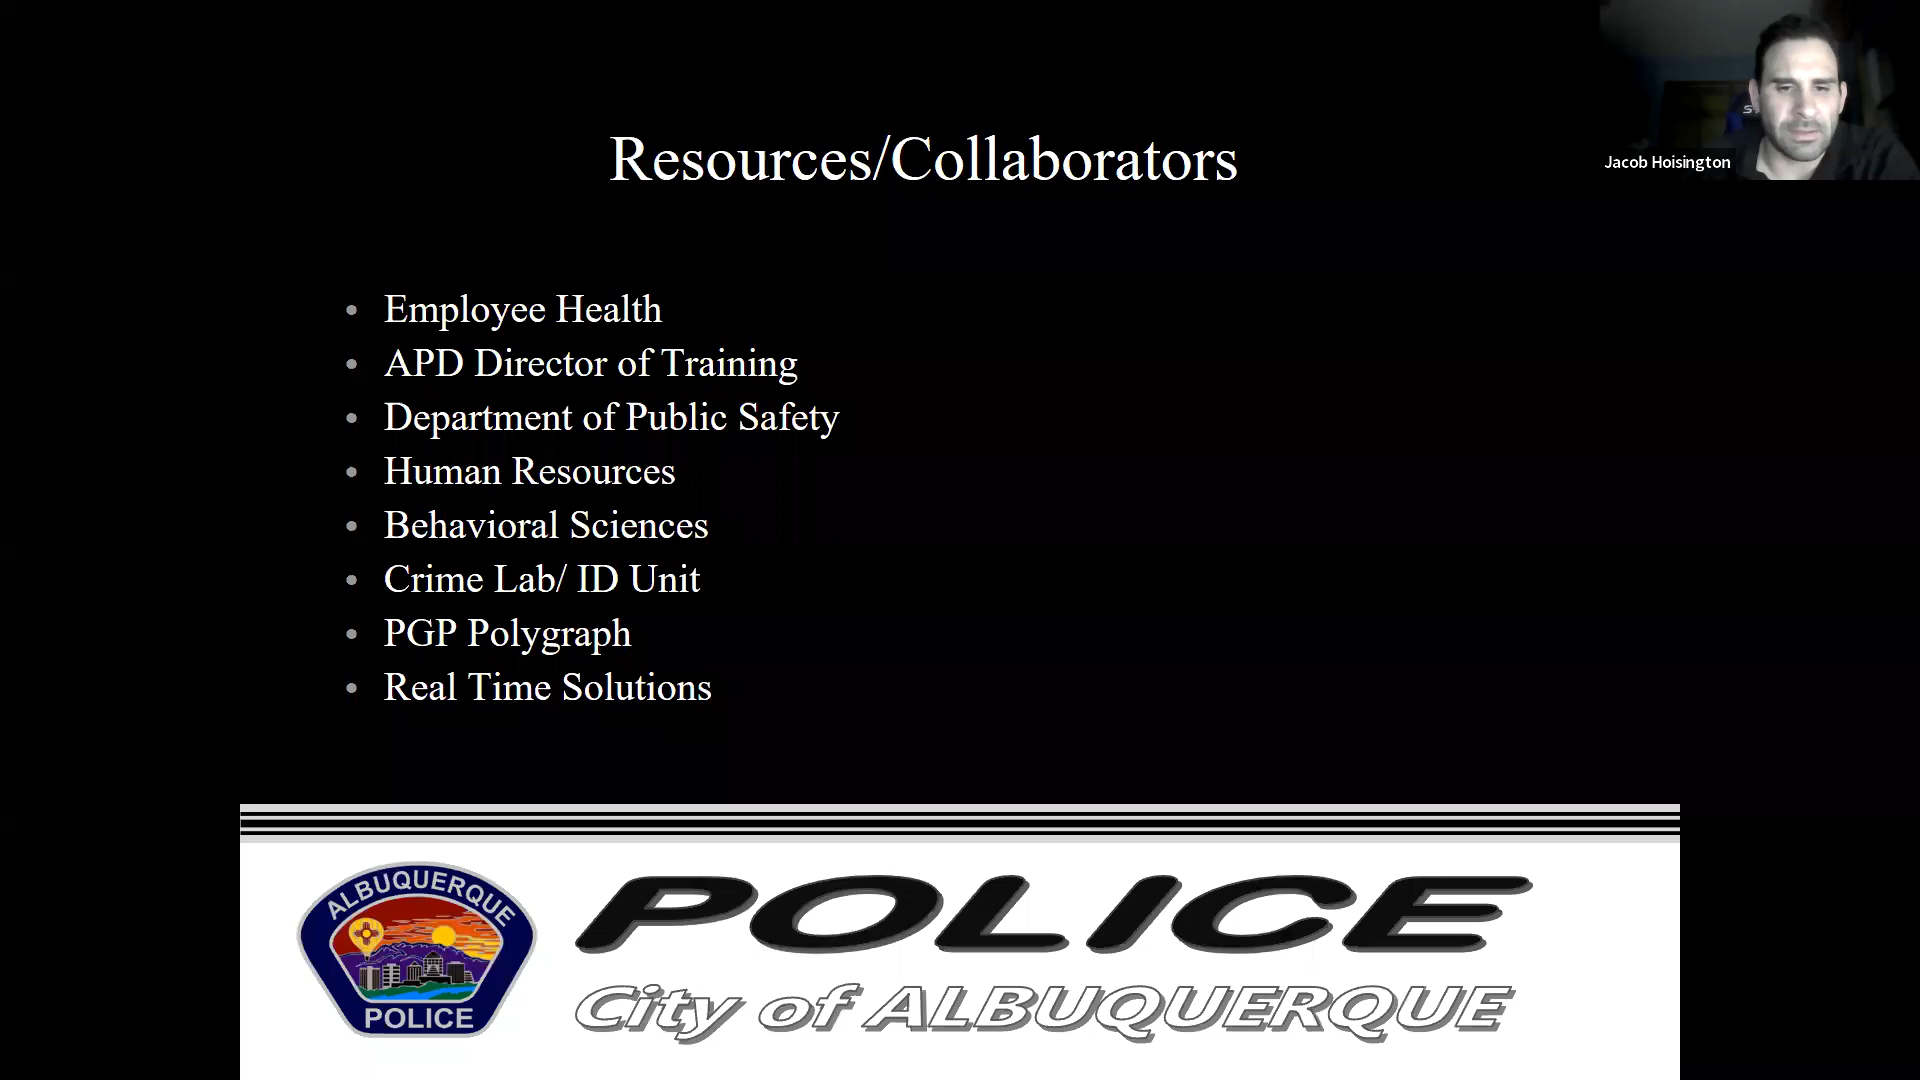 Resources/Collaborators
Jacob Hoisington
• Employee Health
• APD Director of Training
• Department of Public Safety
• Human Resources
• Behavioral Sciences
• Crime Lab/ ID Unit
• PGP Polygraph
• Real Time Solutions
ALBUQUERQUE
POLICE
POLICE
City of ALBUQUERQUE